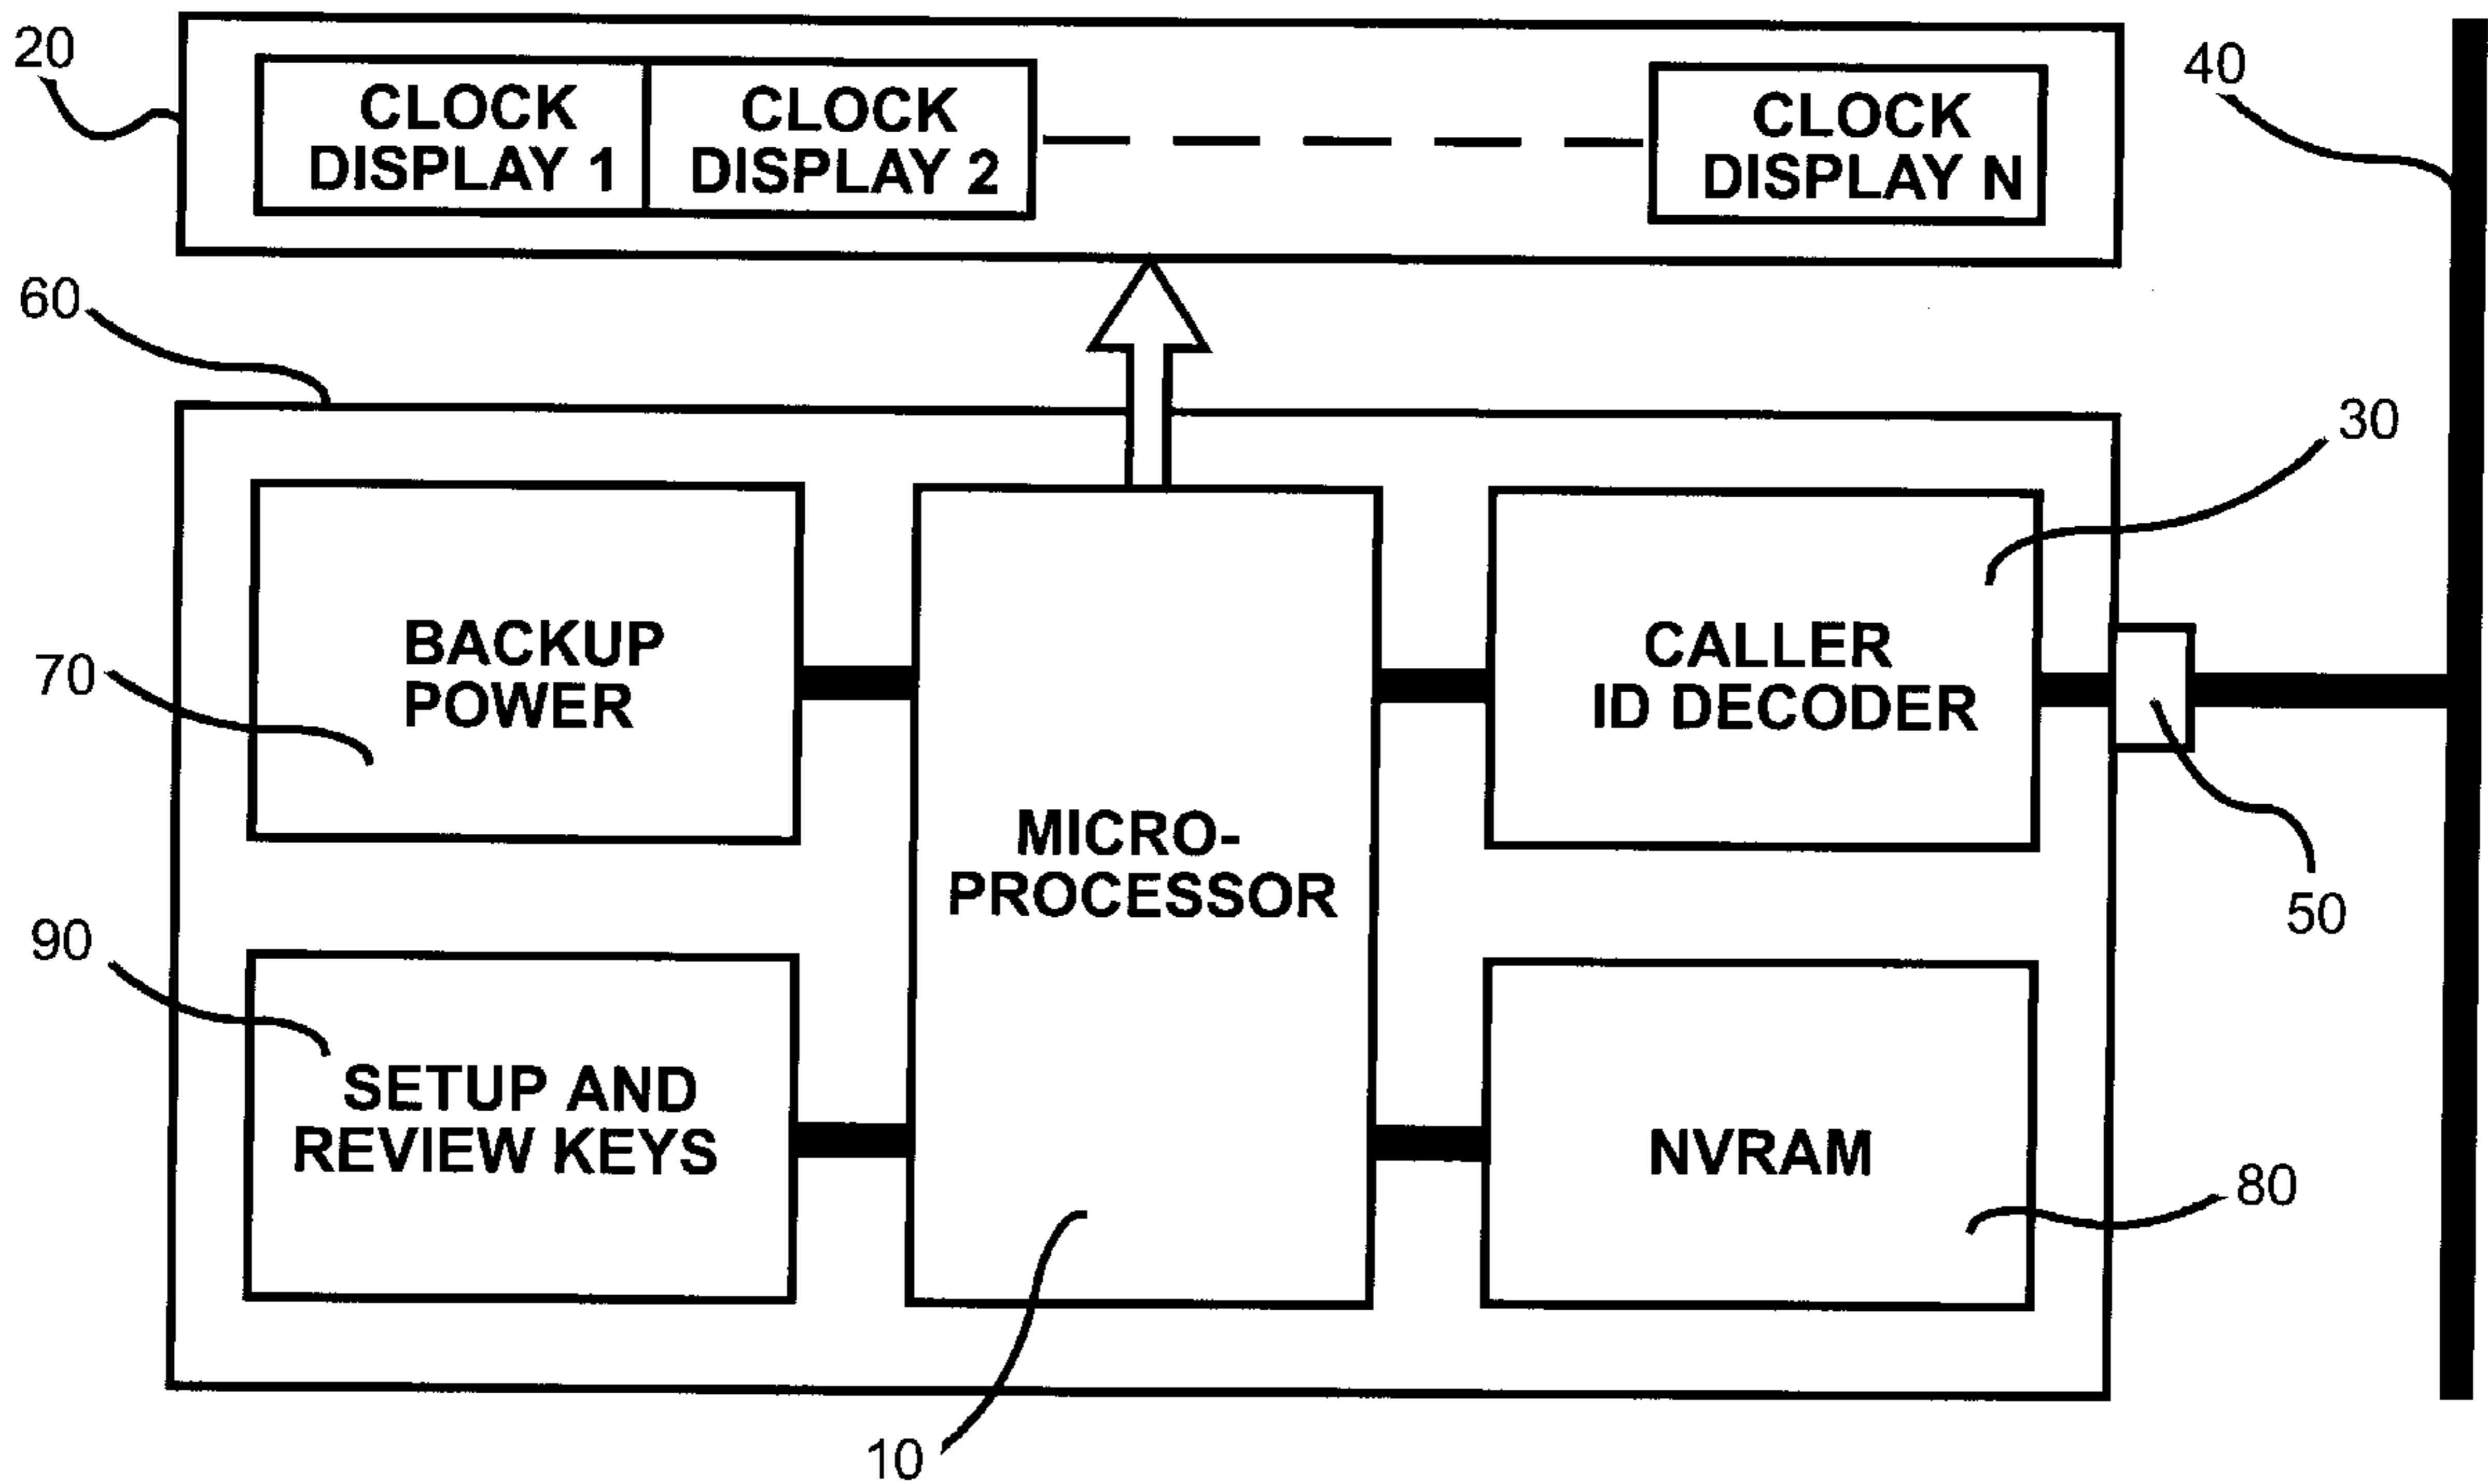 20
CLOCK
DISPLAY 1
CLOCK
DISPLAY 2
CLOCK
DISPLAY N
40
60
30
BACKUP
POWER
70
CALLER
ID DECODER
MICRO-
PROCESSOR
50
90
SETUP AND
REVIEW KEYS
NVRAM
80
10